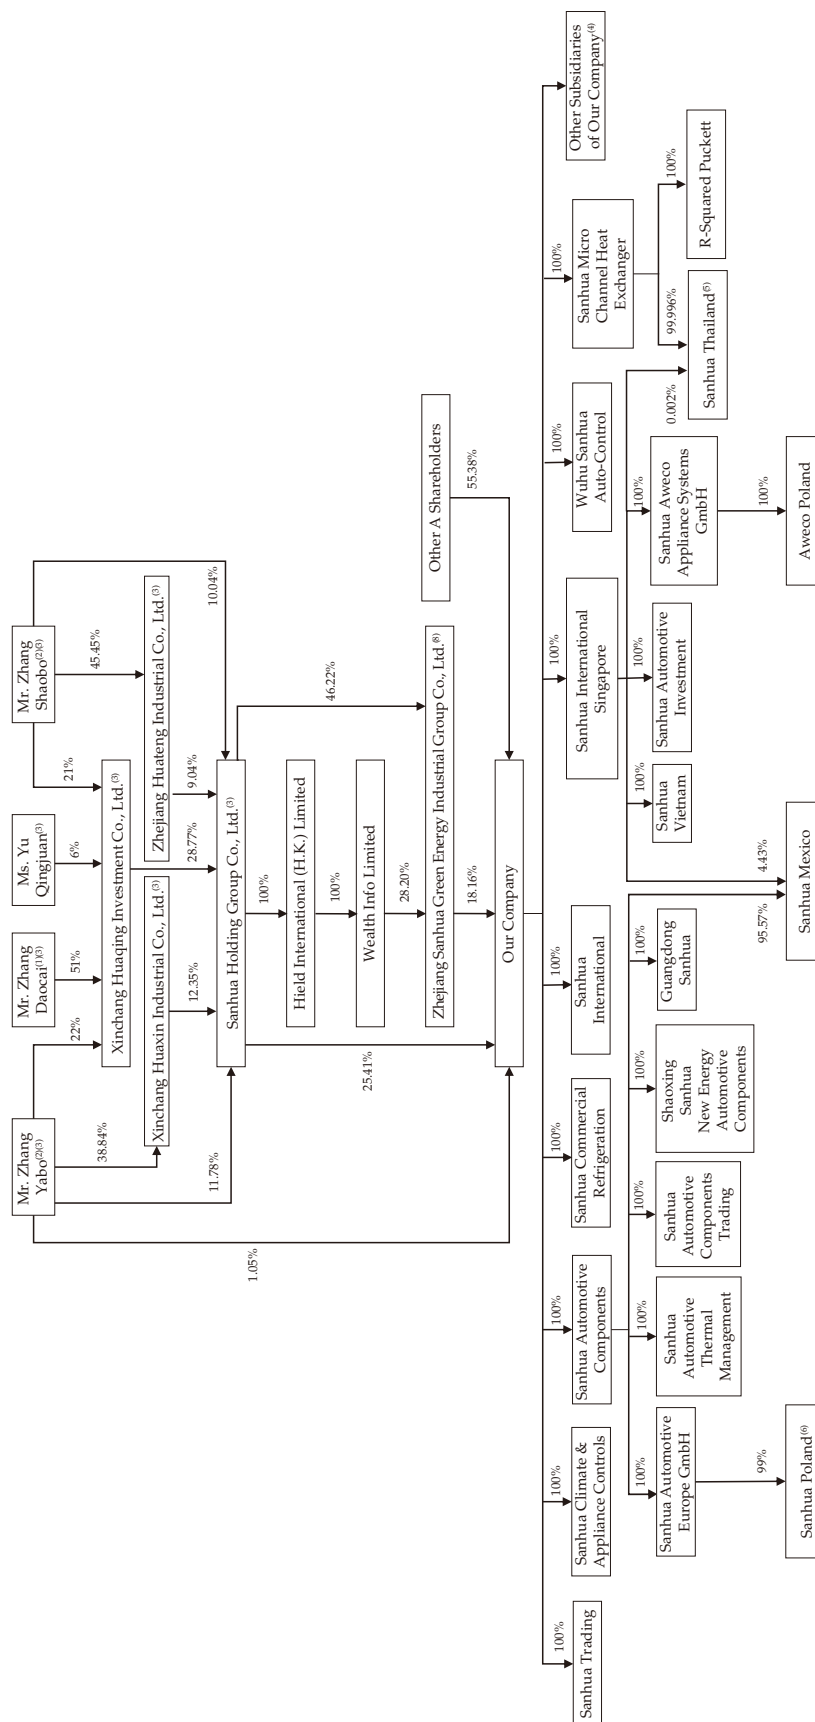 Mr. Zhang
Yabo(2)(3)
Mr. Zhang
Daocai(1)(3)
Ms. Yu
Qingjuan(3)
Mr. Zhang
Shaobo(2)(3)
22%
51%
6%
21%
38.84%
45.45%
Xinchang Huaqing Investment Co., Ltd.(3)
Xinchang Huaxin Industrial Co., Ltd.(3)
Zhejiang Huateng Industrial Co., Ltd.(3)
11.78%
12.35%
28.77%
9.04%
10.04%
Sanhua Holding Group Co., Ltd.(3)
1.05%
100%
46.22%
Hield International (H.K.) Limited
100%
Wealth Info Limited
25.41%
28.20%
Zhejiang Sanhua Green Energy Industrial Group Co., Ltd.(8)
Other A Shareholders
18.16%
55.38%
Our Company
100%
100%
100%
100%
100%
100%
100%
100%
Sanhua Trading
Sanhua Climate &
Appliance Controls
Sanhua Automotive
Components
Sanhua Commercial
Refrigeration
Sanhua
International
Sanhua International
Singapore
Wuhu Sanhua
Auto-Control
Sanhua Micro
Channel Heat
Exchanger
Other Subsidiaries
of Our Company(4)
100%
100%
100%
100%
100%
100%
100%
100%
0.002%
99.996%
100%
Sanhua Automotive
Europe GmbH
Sanhua
Automotive
Thermal
Management
Sanhua
Automotive
Components
Trading
Shaoxing
Sanhua
New Energy
Automotive
Components
Guangdong
Sanhua
Sanhua
Vietnam
Sanhua Automotive
Investment
Sanhua Aweco
Appliance Systems
GmbH
Sanhua Thailand(5)
R-Squared Puckett
99%
95.57%
4.43%
100%
Sanhua Poland(6)
Sanhua Mexico
Aweco Poland